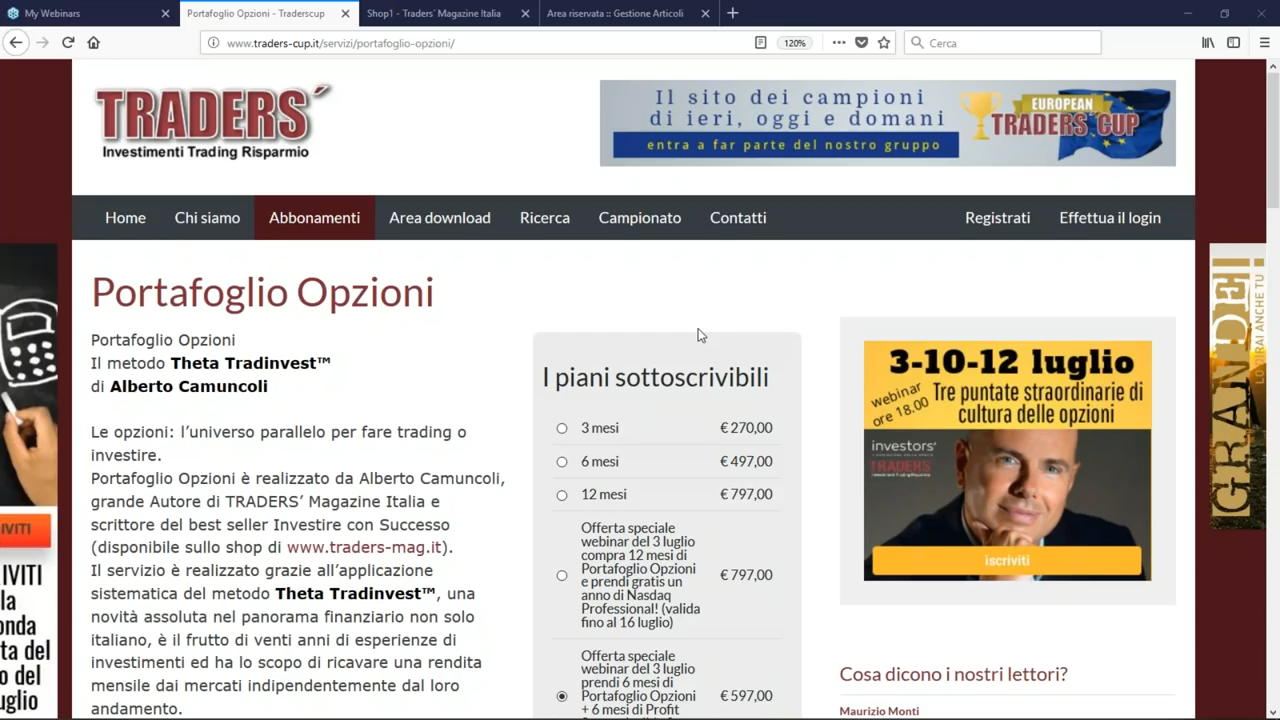 My Webinars
Portafoglio Opzioni - Traderscup
Shop1 - Traders´ Magazine Italia
Area riservata :: Gestione Articoli
www.traders-cup.it/servizi/portafoglio-opzioni/
120%
Cerca
TRADERS´
Investimenti Trading Risparmio
Il sito dei campioni
di ieri, oggi e domani
entra a far parte del nostro gruppo
EUROPEAN
TRADERS CUP
Home
Chi siamo
Abbonamenti
Area download
Ricerca
Campionato
Contatti
Registrati
Effettua il login
Portafoglio Opzioni
Portafoglio Opzioni
Il metodo Theta Tradinvest™
di Alberto Camuncoli
Le opzioni: l’universo parallelo per fare trading o
investire.
Portafoglio Opzioni è realizzato da Alberto Camuncoli,
grande Autore di TRADERS’ Magazine Italia e
scrittore del best seller Investire con Successo
(disponibile sullo shop di www.traders-mag.it).
Il servizio è realizzato grazie all’applicazione
sistematica del metodo Theta Tradinvest™, una
novità assoluta nel panorama finanziario non solo
italiano, è il frutto di venti anni di esperienze di
investimenti ed ha lo scopo di ricavare una rendita
mensile dai mercati indipendentemente dal loro
andamento.
I piani sottoscrivibili
3 mesi € 270,00
6 mesi € 497,00
12 mesi € 797,00
Offerta speciale
webinar del 3 luglio
compra 12 mesi di
Portafoglio Opzioni
e prendi gratis un
anno di Nasdaq
Professional! (valida
fino al 16 luglio)
€ 797,00
Offerta speciale
webinar del 3 luglio
prendi 6 mesi di
Portafoglio Opzioni
+ 6 mesi di Profit
€ 597,00
3-10-12 luglio
webinar
ore 18.00
Tre puntate straordinarie di
cultura delle opzioni
investors'
TRADERS'
iscriviti
Cosa dicono i nostri lettori?
Maurizio Monti
IVITI
IVITI
la
onda
ta del
o del
uglio
GRANDE!
LO DIRAI ANCHE TU